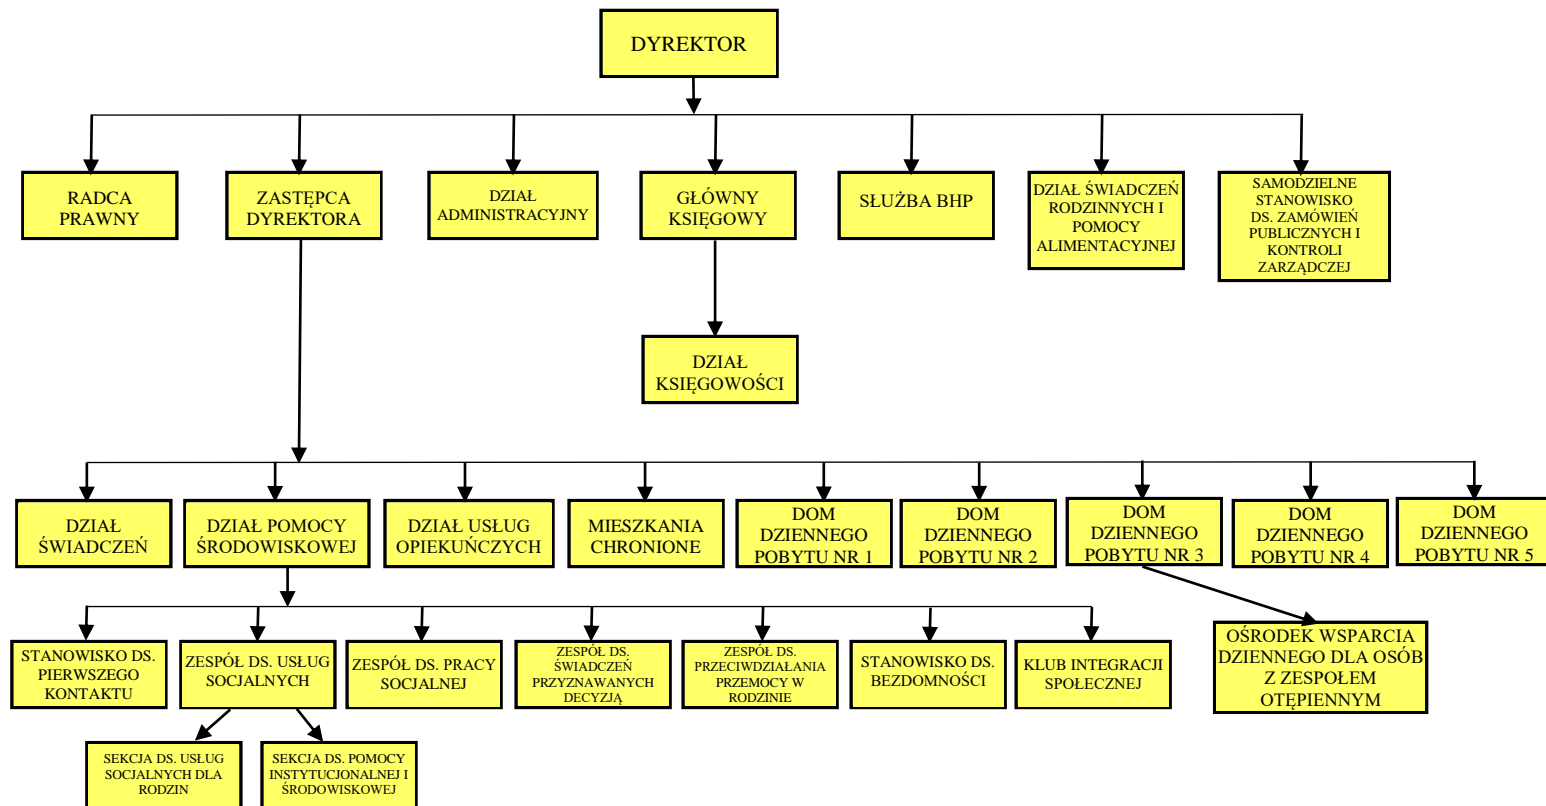 DYREKTOR
RADCA
PRAWNY
ZASTĘPCA
DYREKTORA
DZIAŁ
ADMINISTRACYJNY
GŁÓWNY
KSIĘGOWY
SŁUŻBA BHP
DZIAŁ ŚWIADCZEŃ
RODZINNYCH I
POMOCY
ALIMENTACYJNEJ
SAMODZIELNE
STANOWISKO
DS. ZAMÓWIEŃ
PUBLICZNYCH I
KONTROLI
ZARZĄDCZEJ
DZIAŁ
KSIĘGOWOŚCI
DZIAŁ
ŚWIADCZEŃ
DZIAŁ POMOCY
ŚRODOWISKOWEJ
DZIAŁ USŁUG
OPIEKUŃCZYCH
MIESZKANIA
CHRONIONE
DOM
DZIENNEGO
POBYTU NR 1
DOM
DZIENNEGO
POBYTU NR 2
DOM
DZIENNEGO
POBYTU NR 3
DOM
DZIENNEGO
POBYTU NR 4
DOM
DZIENNEGO
POBYTU NR 5
STANOWISKO DS.
PIERWSZEGO
KONTAKTU
ZESPÓŁ DS. USŁUG
SOCJALNYCH
ZESPÓŁ DS. PRACY
SOCJALNEJ
ZESPÓŁ DS.
ŚWIADCZEŃ
PRZYZNAWANYCH
DECYZJĄ
ZESPÓŁ DS.
PRZECIWDZIAŁANIA
PRZEMOCY W
RODZINIE
STANOWISKO DS.
BEZDOMNOŚCI
KLUB INTEGRACJI
SPOŁECZNEJ
OŚRODEK WSPARCIA
DZIENNEGO DLA OSÓB
Z ZESPOŁEM
OTĘPIENNYM
SEKCJA DS. USŁUG
SOCJALNYCH DLA
RODZIN
SEKCJA DS. POMOCY
INSTYTUCJONALNEJ I
ŚRODOWISKOWEJ